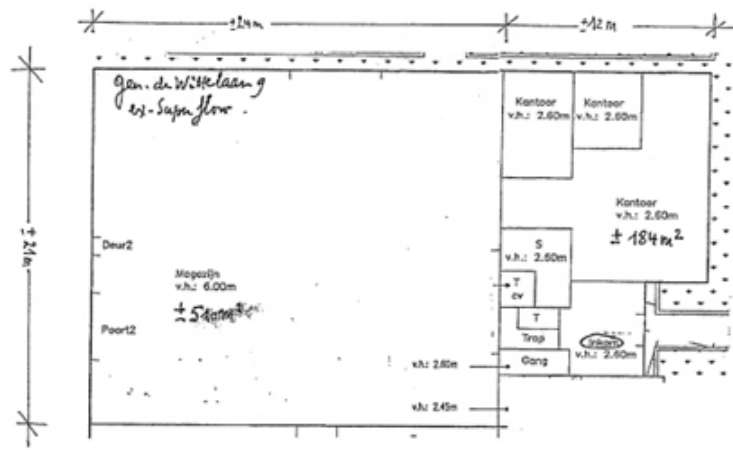 ±24m
±12m
Gen. de Wittelaan 9
ex-Superflow.
Kantoor
v.h.: 2.60m
Kantoor
v.h.: 2.60m
Kantoor
v.h.: 2.60m
± 184m²
±21m
Deur2
S
v.h.: 2.60m
Magazijn
v.h.: 6.00m
T
cv
Poort2
T
Trap
Inkom
v.h.: 2.60m
Gang
v.h.: 2.60m
v.h.: 2.45m